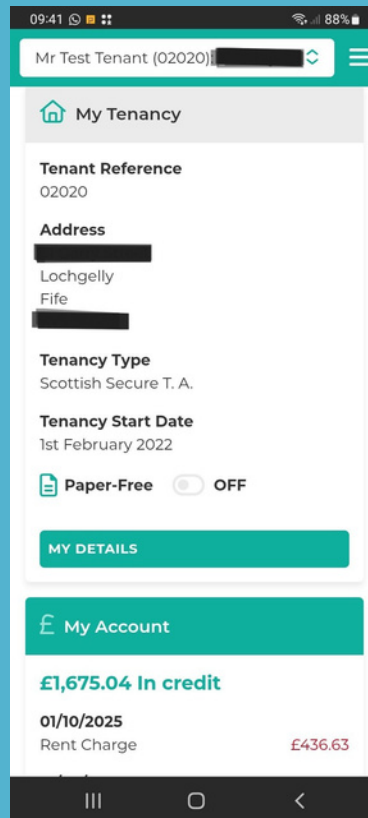 09:41 88%
Mr Test Tenant (02020)
My Tenancy
Tenant Reference
02020
Address
Lochgelly
Fife
Tenancy Type
Scottish Secure T. A.
Tenancy Start Date
1st February 2022
Paper-Free OFF
MY DETAILS
£ My Account
£1,675.04 In credit
01/10/2025
Rent Charge £436.63